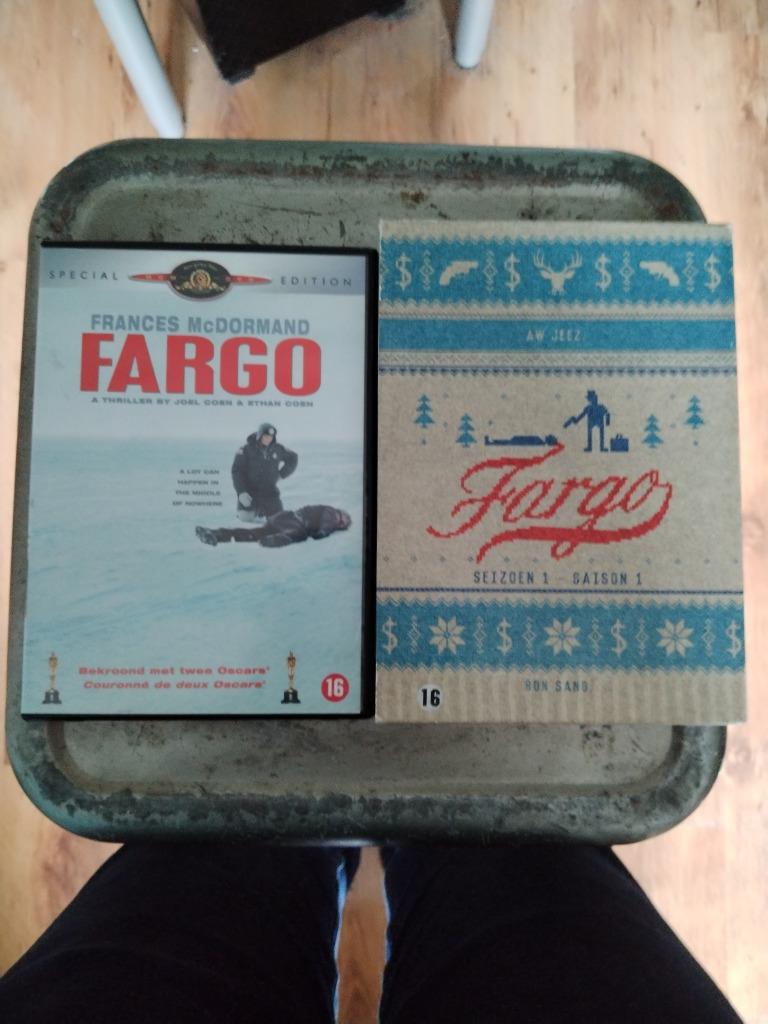 SPECIAL EDITION
FRANCES McDORMAND
FARGO
A THRILLER BY JOEL COEN & ETHAN COEN
A LOT CAN
HAPPEN IN
THE MIDDLE
OF NOWHERE
Bekroond met twee Oscars®
Couronné de deux Oscars®
16
AW JEEZ
Fargo
SEIZOEN 1 - SAISON 1
BON SANG
16